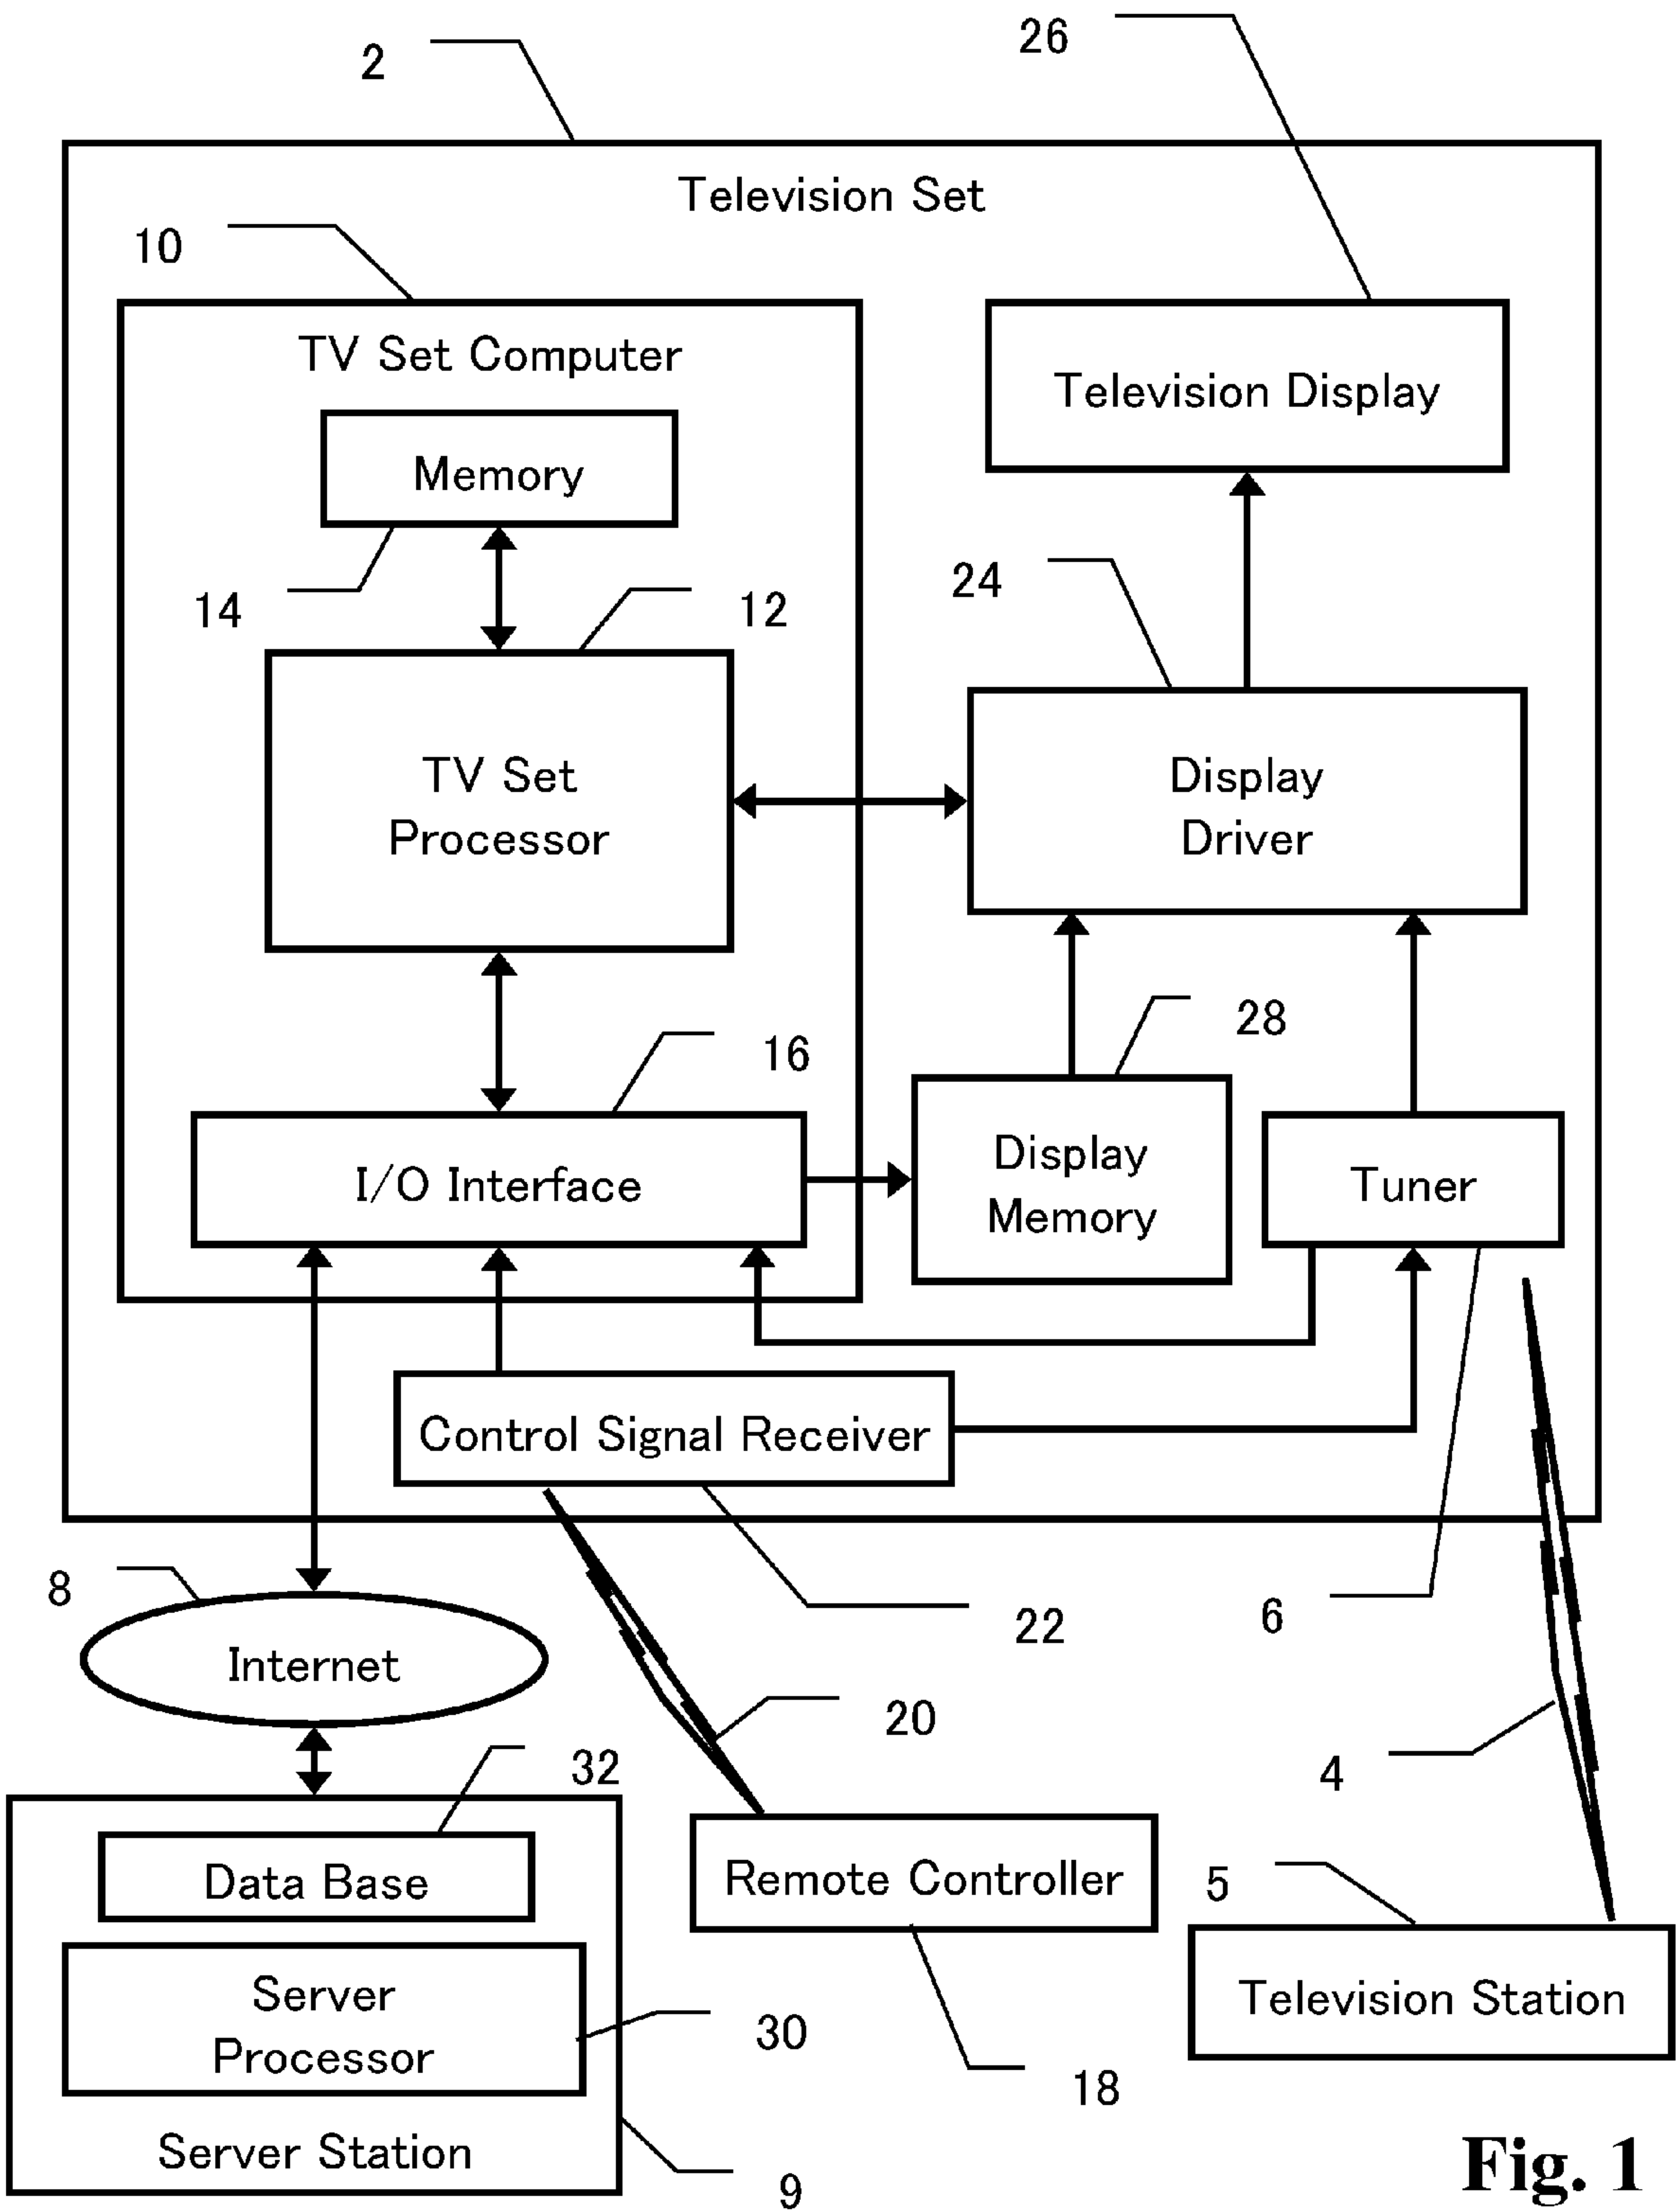 26
2
Television Set
10
TV Set Computer
Television Display
Memory
24
14
12
TV Set
Processor
Display
Driver
28
16
Display
Memory
I/O Interface
Tuner
Control Signal Receiver
8
22
6
Internet
20
32
4
Data Base
Remote Controller
5
Server
Processor
30
Television Station
18
Server Station
9
Fig. 1